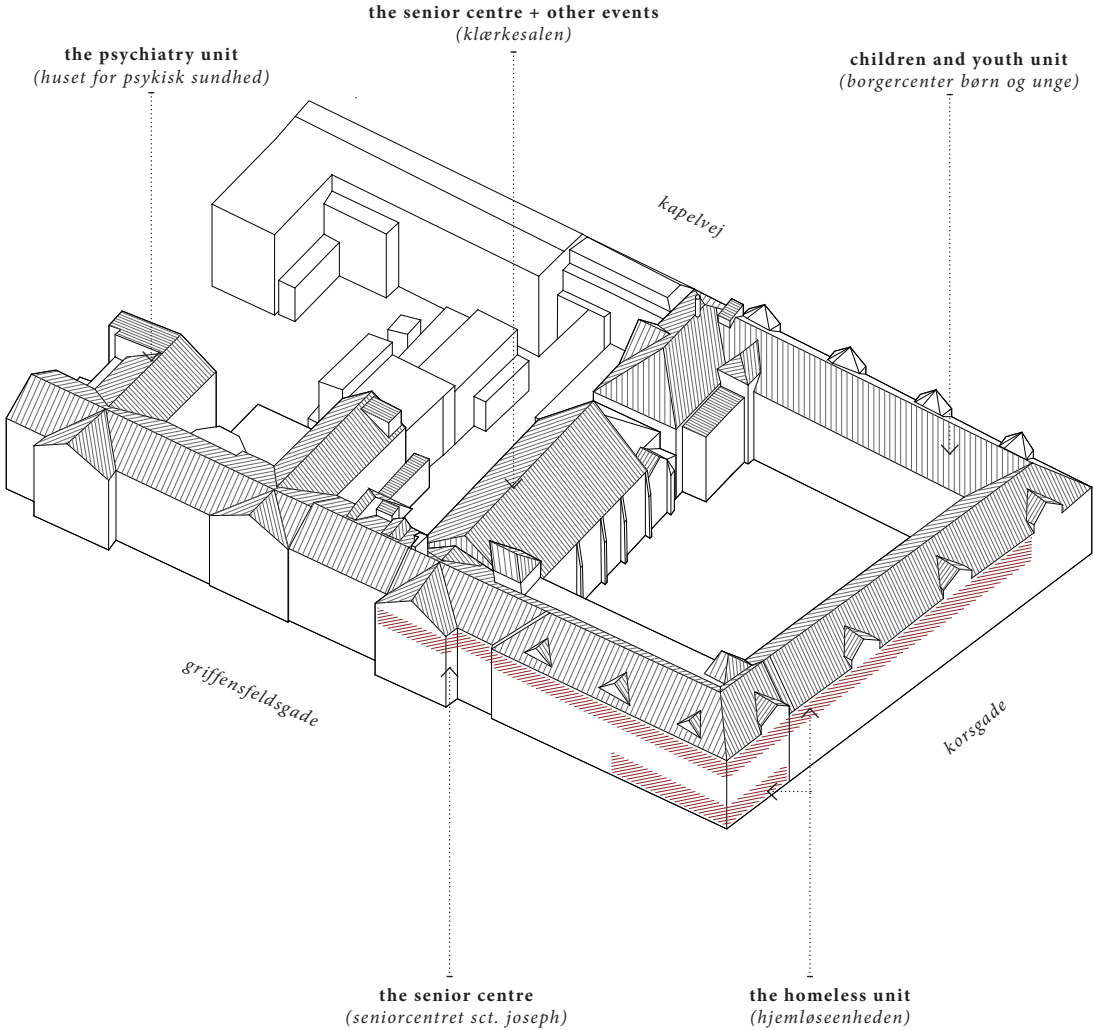 the senior centre + other events
(klærkesalen)
the psychiatry unit
(huset for psykisk sundhed)
children and youth unit
(borgercenter børn og unge)
kapelvej
griffensfeldsgade
korsgade
the senior centre
(seniorcentret sct. joseph)
the homeless unit
(hjemløseenheden)